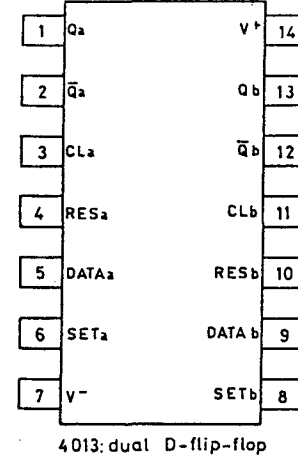 1 Qa V+ 14
2 Q̅a Qb 13
3 CLa Q̅b 12
4 RESa CLb 11
5 DATAa RESb 10
6 SETa DATAb 9
7 V− SETb 8
4013: dual D-flip-flop